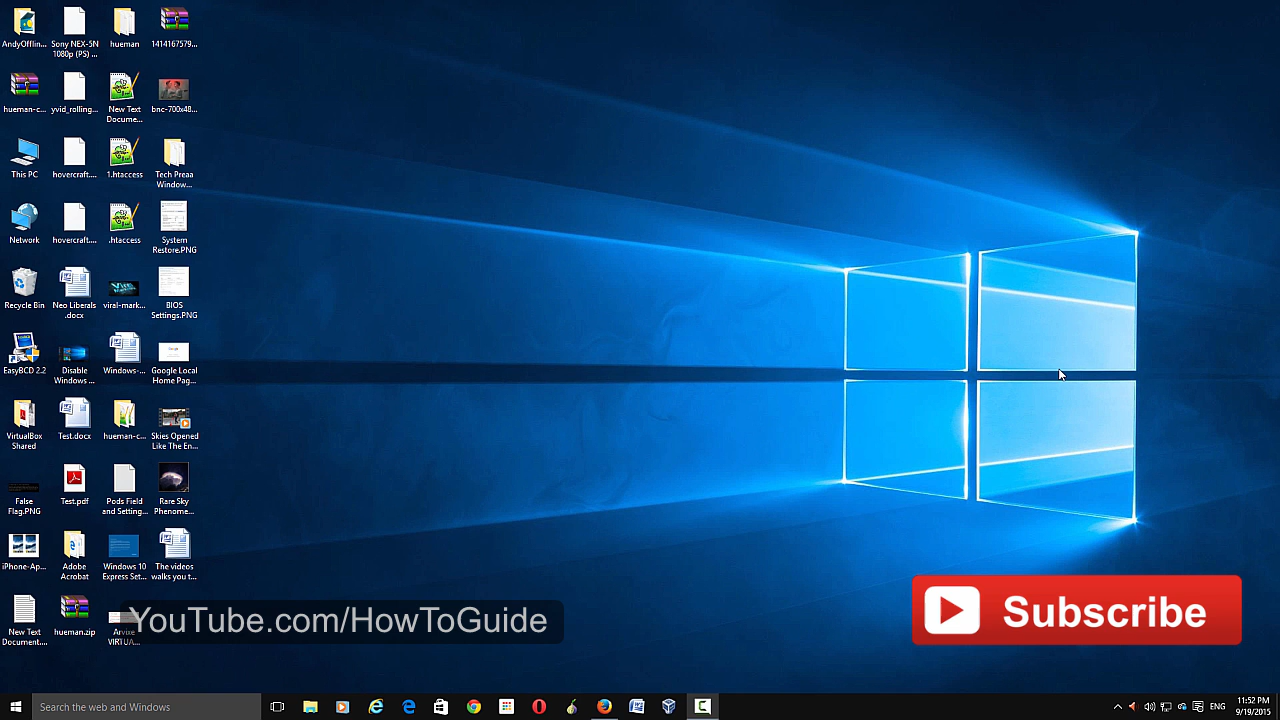 AndyOfflin...
Sony NEX-5N
1080p (PS) ...
hueman
1414167579...
hueman-c...
yvid_rolling...
New Text
Docume...
bnc-700x48...
This PC
hovercraft....
1.htaccess
Tech Preaa
Window...
Network
hovercraft....
.htaccess
System
Restore.PNG
Recycle Bin
Neo Liberals
.docx
viral-mark...
BIOS
Settings.PNG
EasyBCD 2.2
Disable
Windows ...
Windows-...
Google Local
Home Pag...
VirtualBox
Shared
Test.docx
hueman-c...
Skies Opened
Like The En...
False
Flag.PNG
Test.pdf
Pods Field
and Setting...
Rare Sky
Phenome...
iPhone-Ap...
Adobe
Acrobat
Windows 10
Express Set...
The videos
walks you t...
New Text
Document...
hueman.zip
Arvixe
VIRTUA...
YouTube.com/HowToGuide
Subscribe
Search the web and Windows
ENG
11:52 PM
9/19/2015